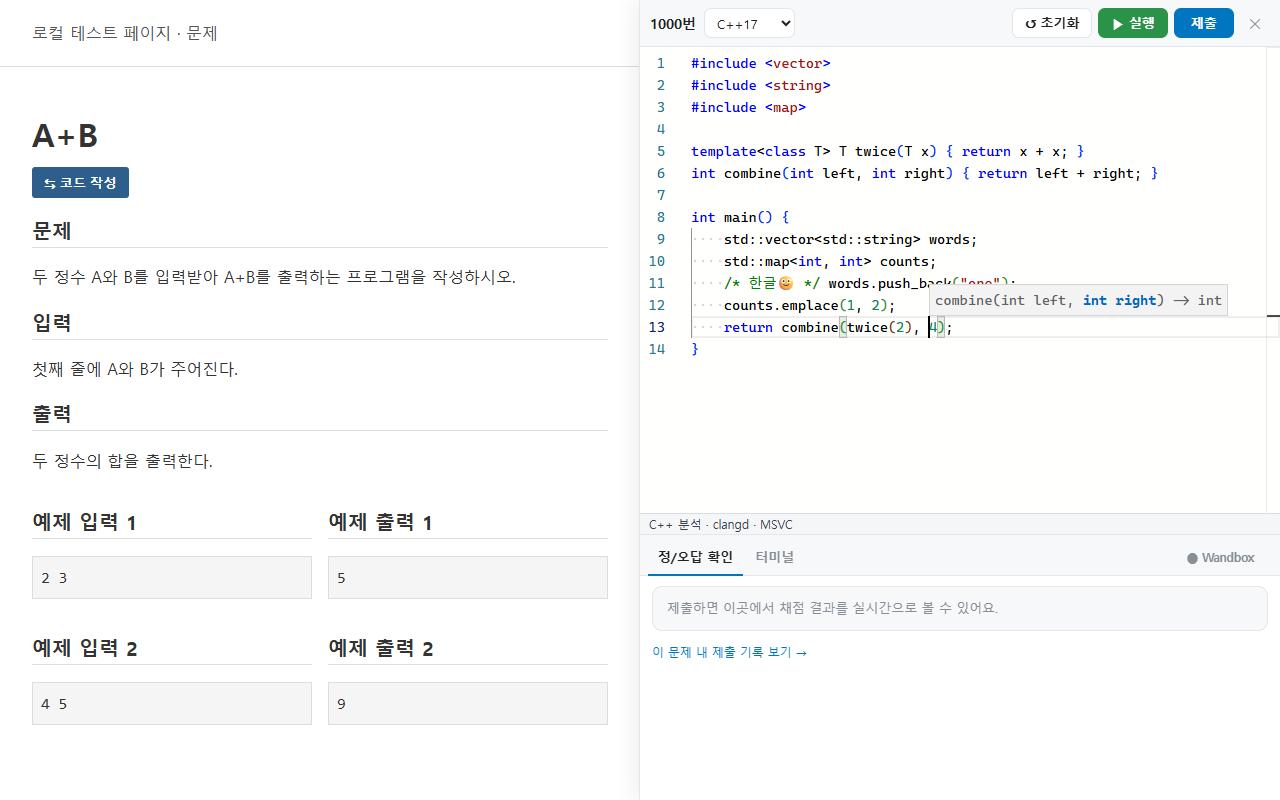 로컬 테스트 페이지 · 문제
A+B
⇆ 코드 작성
문제
두 정수 A와 B를 입력받아 A+B를 출력하는 프로그램을 작성하시오.
입력
첫째 줄에 A와 B가 주어진다.
출력
두 정수의 합을 출력한다.
예제 입력 1
2 3
예제 출력 1
5
예제 입력 2
4 5
예제 출력 2
9
1000번 C++17 ↺ 초기화 ▶ 실행 제출 ×
1 #include <vector>
2 #include <string>
3 #include <map>
4
5 template<class T> T twice(T x) { return x + x; }
6 int combine(int left, int right) { return left + right; }
7
8 int main() {
9 ····std::vector<std::string> words;
10 ····std::map<int, int> counts;
11 ····/* 한글😀 */ words.push_back("one");
combine(int left, int right) -> int
12 ····counts.emplace(1, 2);
13 ····return combine(twice(2), 4);
14 }
C++ 분석 · clangd · MSVC
정/오답 확인 터미널 ● Wandbox
제출하면 이곳에서 채점 결과를 실시간으로 볼 수 있어요.
이 문제 내 제출 기록 보기 →